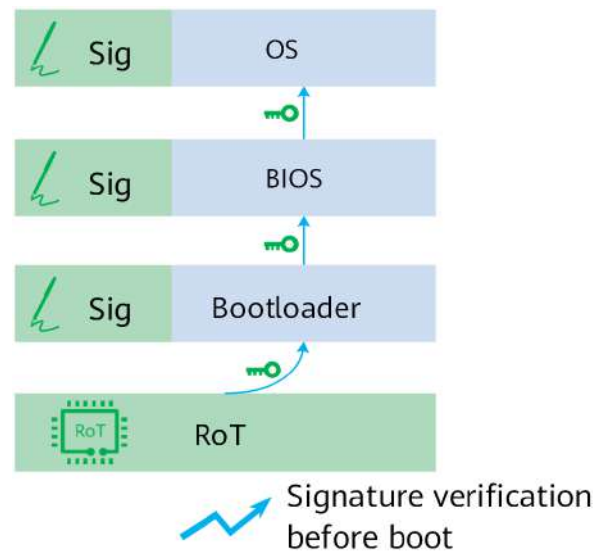 Sig OS
Sig BIOS
Sig Bootloader
RoT RoT
Signature verification
before boot